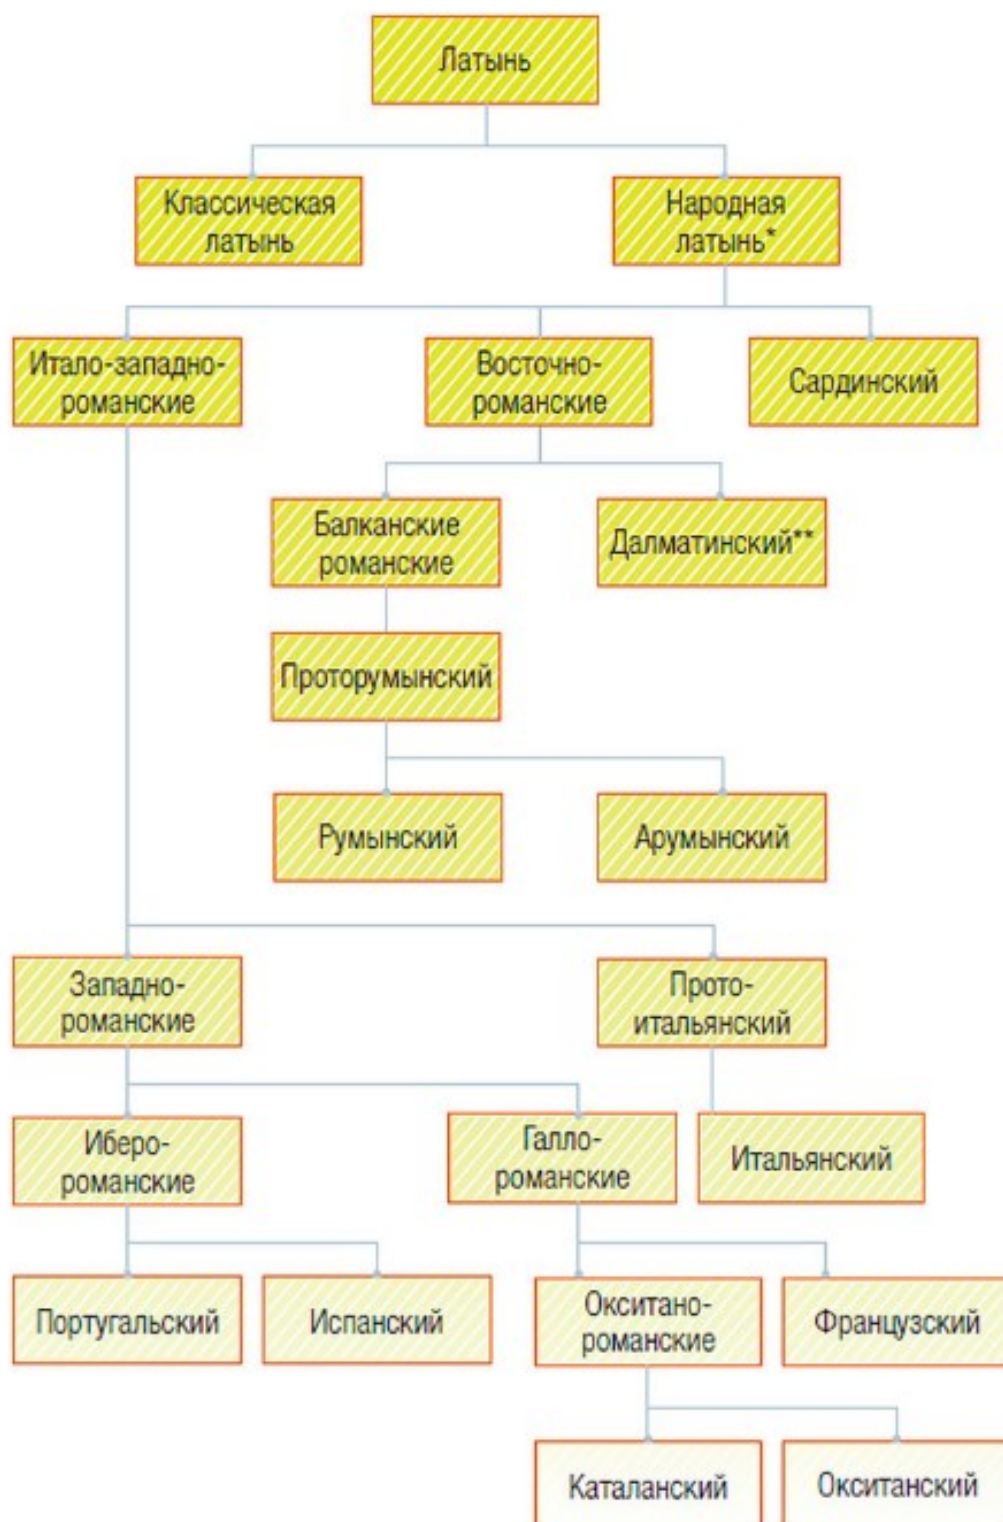 Латынь
Классическая
латынь
Народная
латынь*
Итало-западно-
романские
Восточно-
романские
Сардинский
Балканские
романские
Далматинский**
Проторумынский
Румынский
Арумынский
Западно-
романские
Прото-
итальянский
Иберо-
романские
Галло-
романские
Итальянский
Португальский
Испанский
Окситано-
романские
Французский
Каталанский
Окситанский